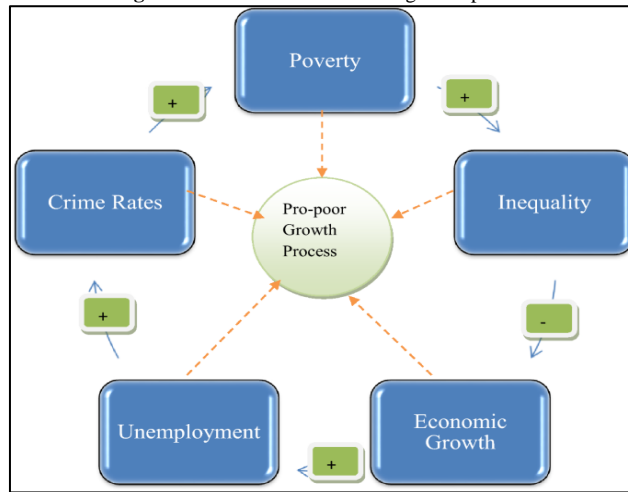 Poverty
+
+
Crime Rates
Pro-poor
Growth
Process
Inequality
+
-
Unemployment
+
Economic
Growth